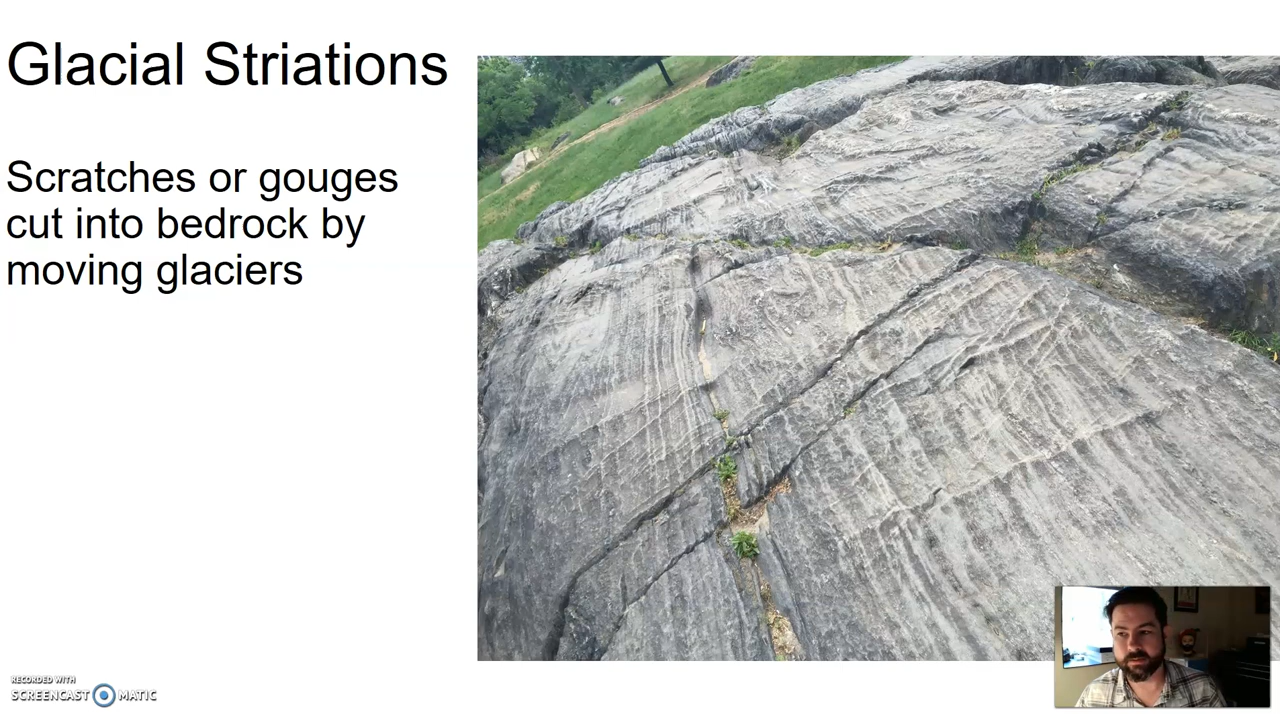 Glacial Striations
Scratches or gouges
cut into bedrock by
moving glaciers
RECORDED WITH
SCREENCAST MATIC